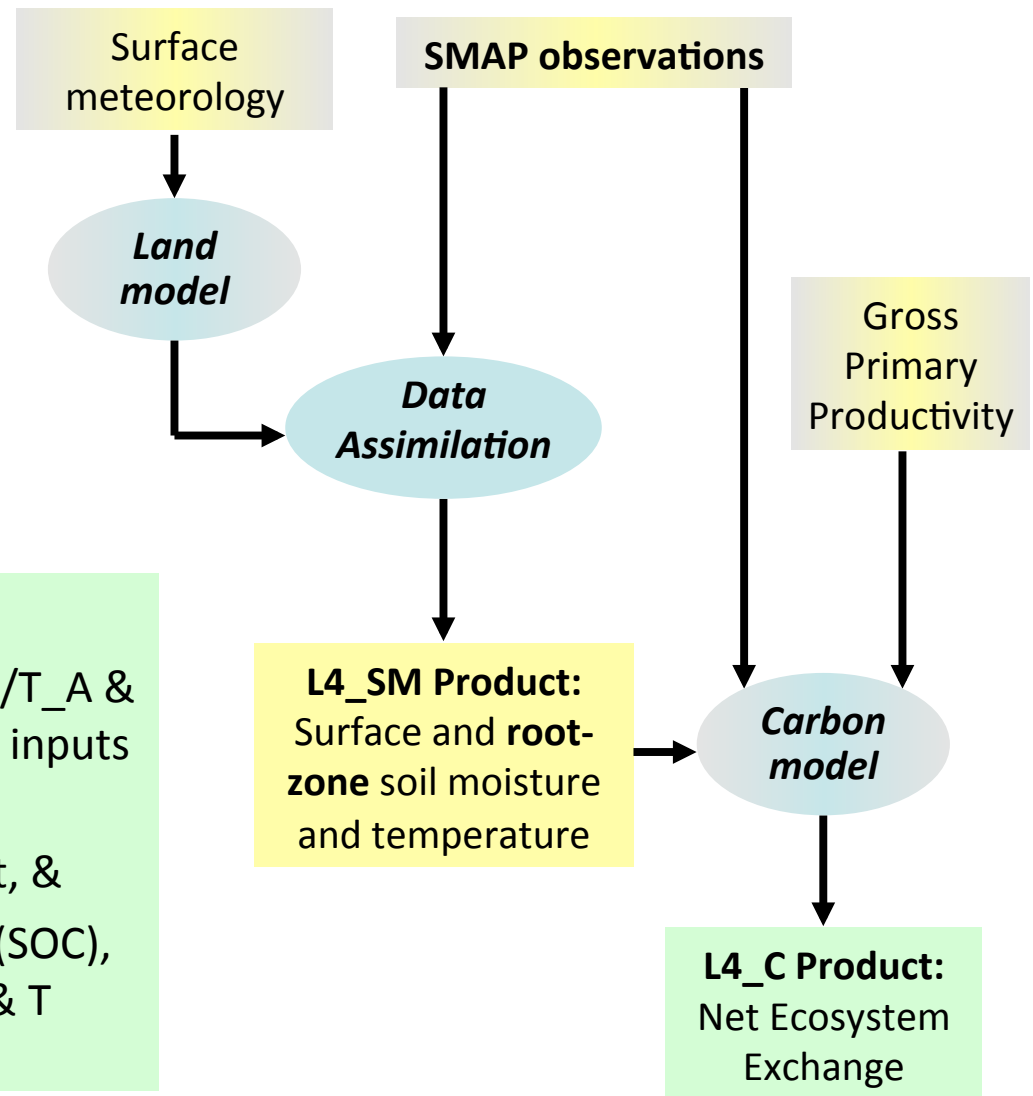 Surface
meteorology
SMAP observations
Land
model
Gross
Primary
Productivity
Data
Assimilation
/T_A &
inputs
t, &
(SOC),
& T
L4_SM Product:
Surface and root-
zone soil moisture
and temperature
Carbon
model
L4_C Product:
Net Ecosystem
Exchange